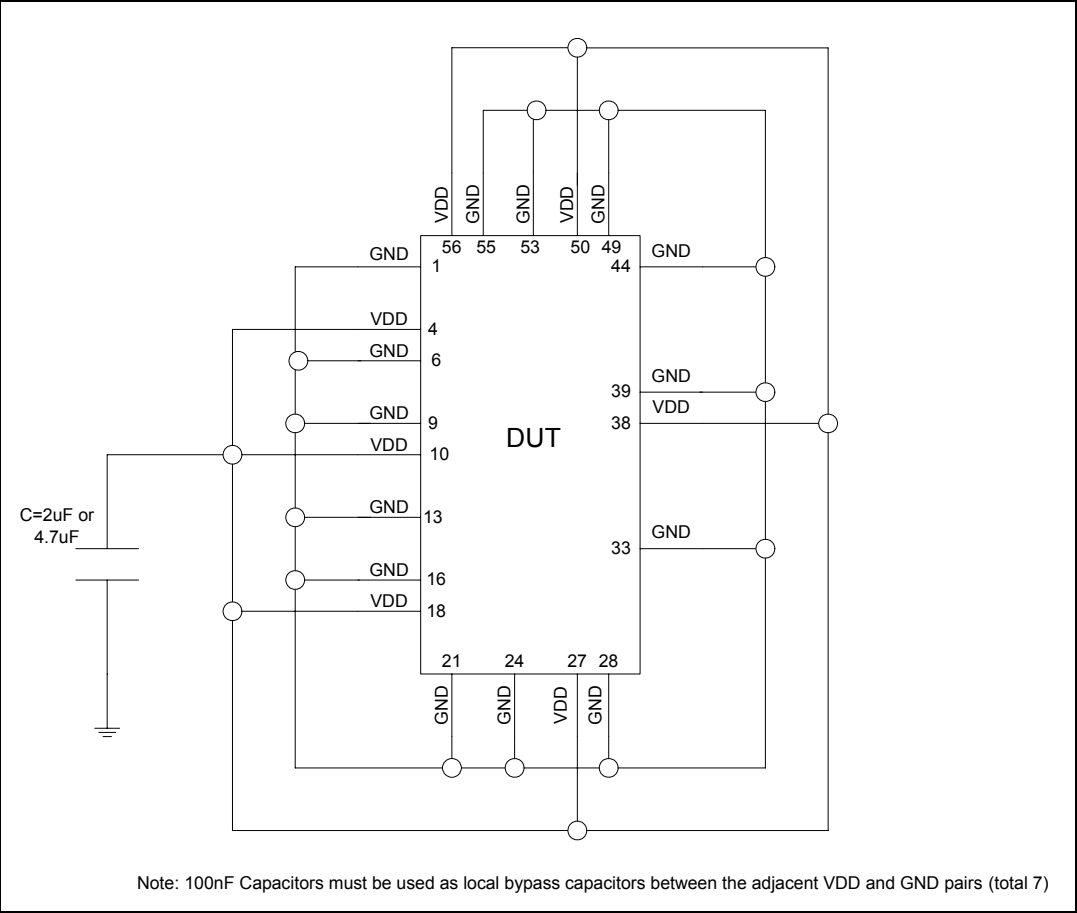 VDD
GND
GND
VDD
GND
56
55
53
50
49
GND
1
44
GND
VDD
4
GND
6
39
GND
GND
9
38
VDD
DUT
VDD
10
C=2uF or
4.7uF
GND
13
33
GND
GND
16
VDD
18
21
24
27
28
GND
GND
VDD
GND
Note: 100nF Capacitors must be used as local bypass capacitors between the adjacent VDD and GND pairs (total 7)